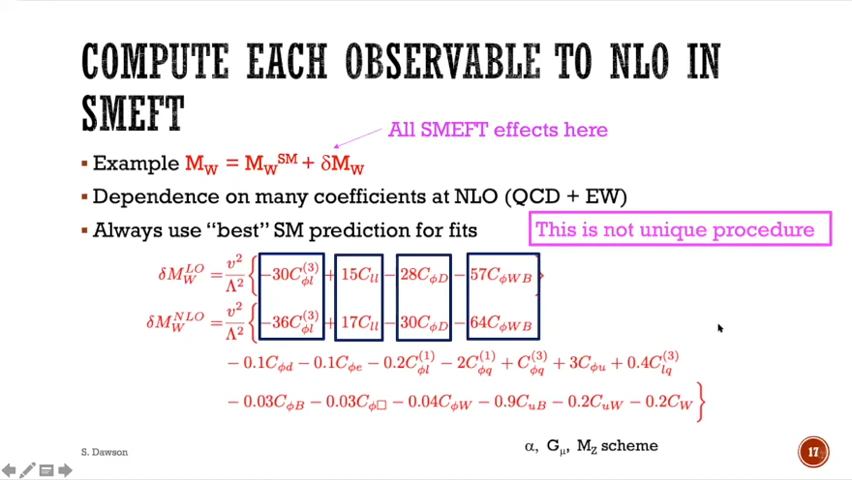 COMPUTE EACH OBSERVABLE TO NLO IN
SMEFT
All SMEFT effects here
▪ Example M_W = M_W^SM + δM_W
▪ Dependence on many coefficients at NLO (QCD + EW)
▪ Always use “best” SM prediction for fits
This is not unique procedure
δM_W^LO = v²/Λ² { −30C_ϕl^(3) + 15C_ll − 28C_ϕD − 57C_ϕWB }
δM_W^NLO = v²/Λ² { −36C_ϕl^(3) + 17C_ll − 30C_ϕD − 64C_ϕWB
− 0.1C_ϕd − 0.1C_ϕe − 0.2C_ϕl^(1) − 2C_ϕq^(1) + C_ϕq^(3) + 3C_ϕu + 0.4C_lq^(3)
− 0.03C_ϕB − 0.03C_ϕ□ − 0.04C_ϕW − 0.9C_uB − 0.2C_uW − 0.2C_W }
α, G_μ, M_Z scheme
S. Dawson
17